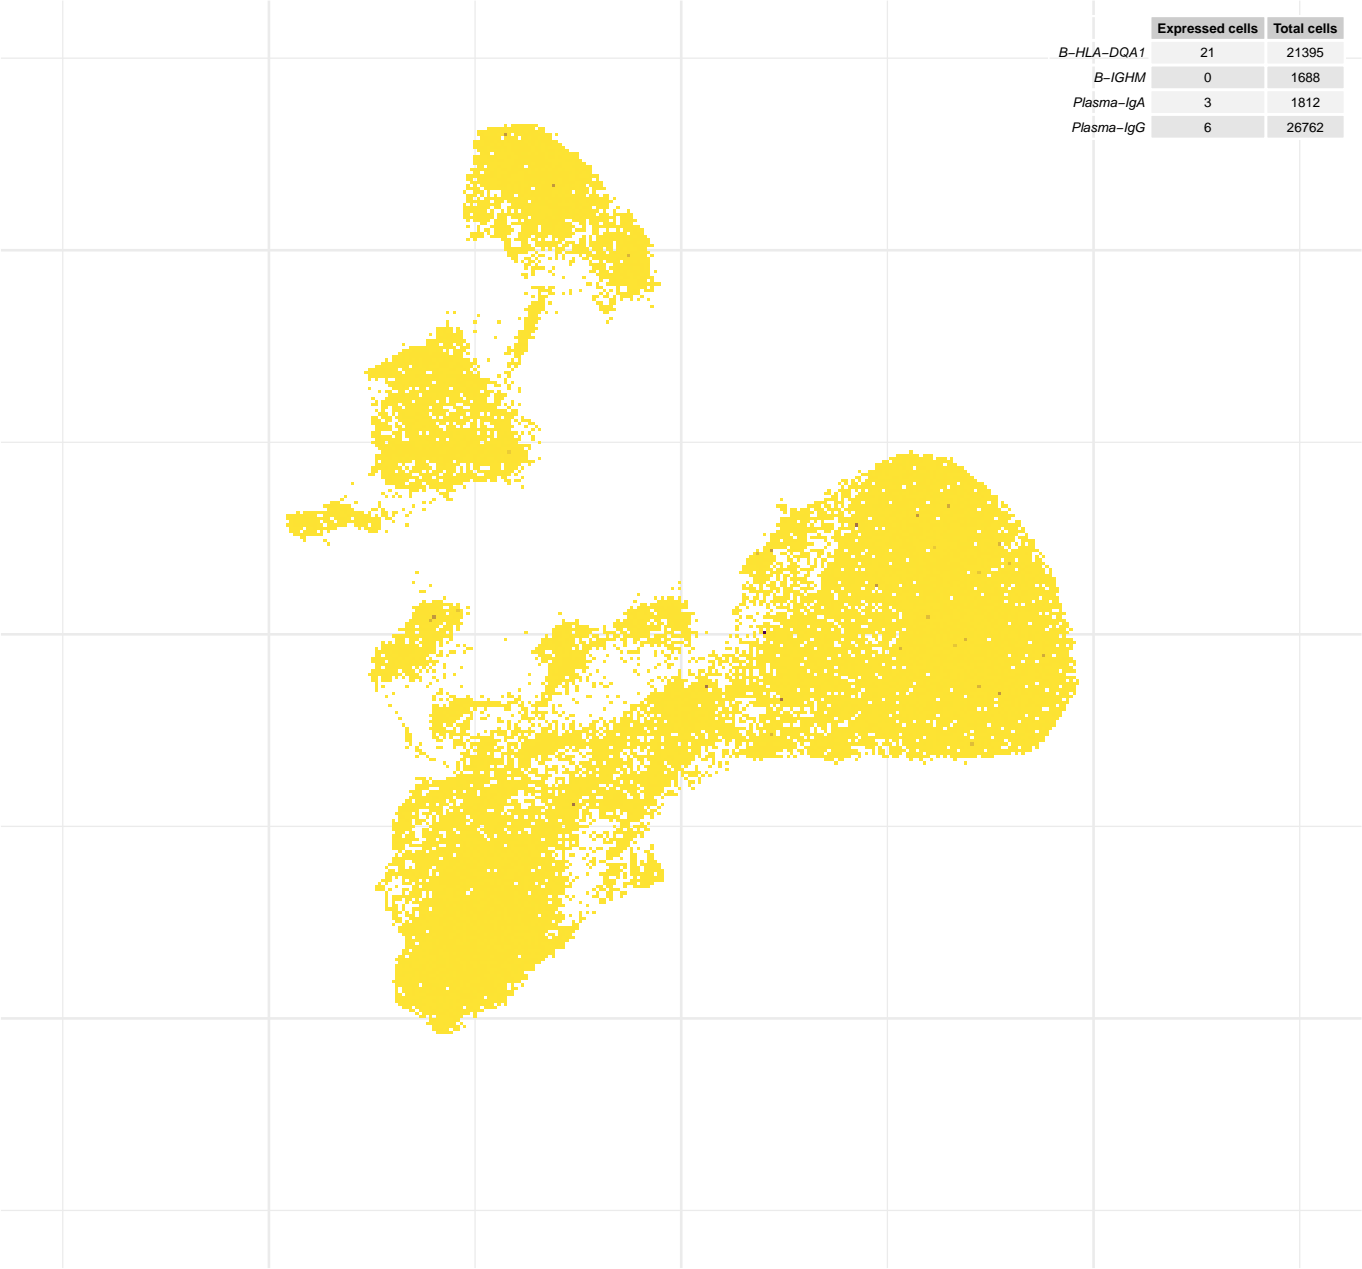 Expressed cells Total cells
B−HLA−DQA1 21 21395
B−IGHM 0 1688
Plasma−IgA 3 1812
Plasma−IgG 6 26762